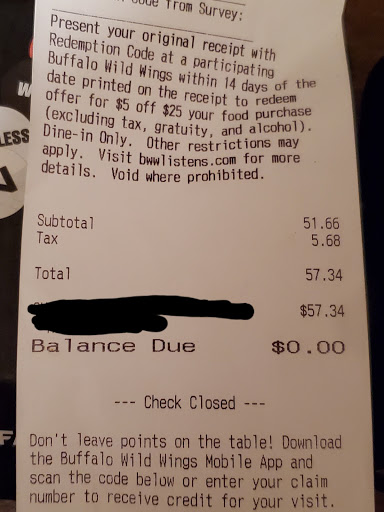 Code from Survey:
Present your original receipt with
Redemption Code at a participating
Buffalo Wild Wings within 14 days of the
date printed on the receipt to redeem
offer for $5 off $25 your food purchase
(excluding tax, gratuity, and alcohol).
Dine-in Only. Other restrictions may
apply. Visit bwwlistens.com for more
details. Void where prohibited.
Subtotal 51.66
Tax 5.68
Total 57.34
$57.34
Balance Due $0.00
--- Check Closed ---
Don't leave points on the table! Download
the Buffalo Wild Wings Mobile App and
scan the code below or enter your claim
number to receive credit for your visit.